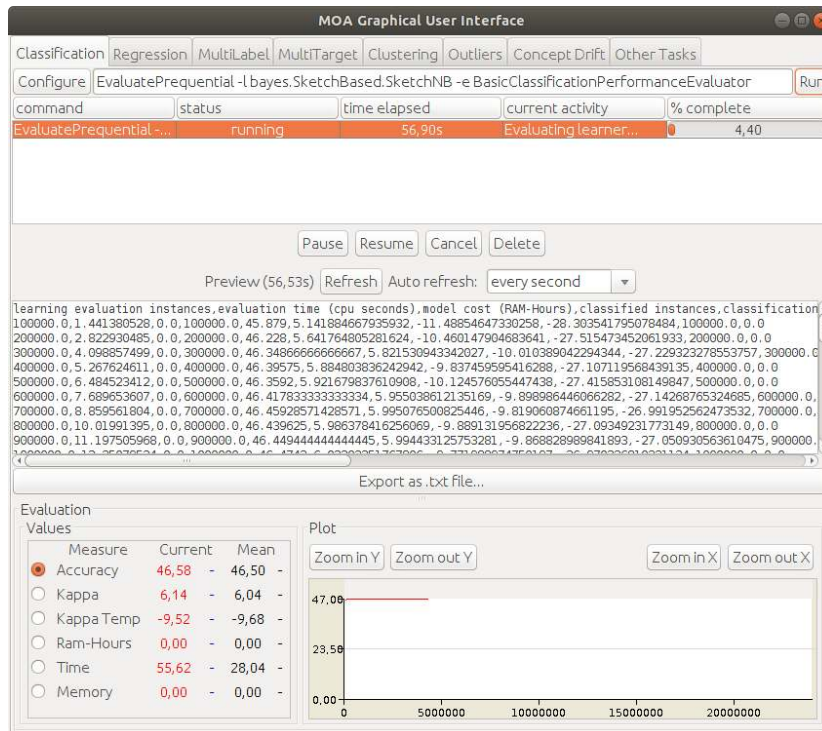 MOA Graphical User Interface
Classification Regression MultiLabel MultiTarget Clustering Outliers Concept Drift Other Tasks
Configure EvaluatePrequential -l bayes.SketchBased.SketchNB -e BasicClassificationPerformanceEvaluator Run
command status time elapsed current activity % complete
EvaluatePrequential -... running 56,90s Evaluating learner... 4,40
Pause Resume Cancel Delete
Preview (56,53s) Refresh Auto refresh: every second
learning evaluation instances,evaluation time (cpu seconds),model cost (RAM-Hours),classified instances,classification
100000.0,1.441380528,0.0,100000.0,45.879,5.141884667935932,-11.48854647330258,-28.303541795078484,100000.0,0.0
200000.0,2.822930485,0.0,200000.0,46.228,5.641764805281624,-10.460147904683641,-27.515473452061933,200000.0,0.0
300000.0,4.098857499,0.0,300000.0,46.34866666666667,5.821530943342027,-10.010389042294344,-27.229323278553757,300000.0
400000.0,5.267624611,0.0,400000.0,46.39575,5.884803836242942,-9.837459595416288,-27.107119568439135,400000.0,0.0
500000.0,6.484523412,0.0,500000.0,46.3592,5.921679837610908,-10.124576055447438,-27.415853108149847,500000.0,0.0
600000.0,7.689653607,0.0,600000.0,46.417833333333334,5.955038612135169,-9.898986446066282,-27.14268765324685,600000.0,
700000.0,8.859561804,0.0,700000.0,46.45928571428571,5.995076500825446,-9.819060874661195,-26.991952562473532,700000.0,
800000.0,10.01991395,0.0,800000.0,46.439625,5.986378416256069,-9.889131956822236,-27.09349231773149,800000.0,0.0
900000.0,11.197505968,0.0,900000.0,46.449444444444445,5.994433125753281,-9.868828989841893,-27.050930563610475,900000.
Export as .txt file...
Evaluation
Values Plot
Measure Current Mean
Zoom in Y Zoom out Y Zoom in X Zoom out X
Accuracy 46,58 - 46,50 -
Kappa 6,14 - 6,04 -
Kappa Temp -9,52 - -9,68 -
Ram-Hours 0,00 - 0,00 -
Time 55,62 - 28,04 -
Memory 0,00 - 0,00 -
47,00
23,50
0,00
0 5000000 10000000 15000000 20000000